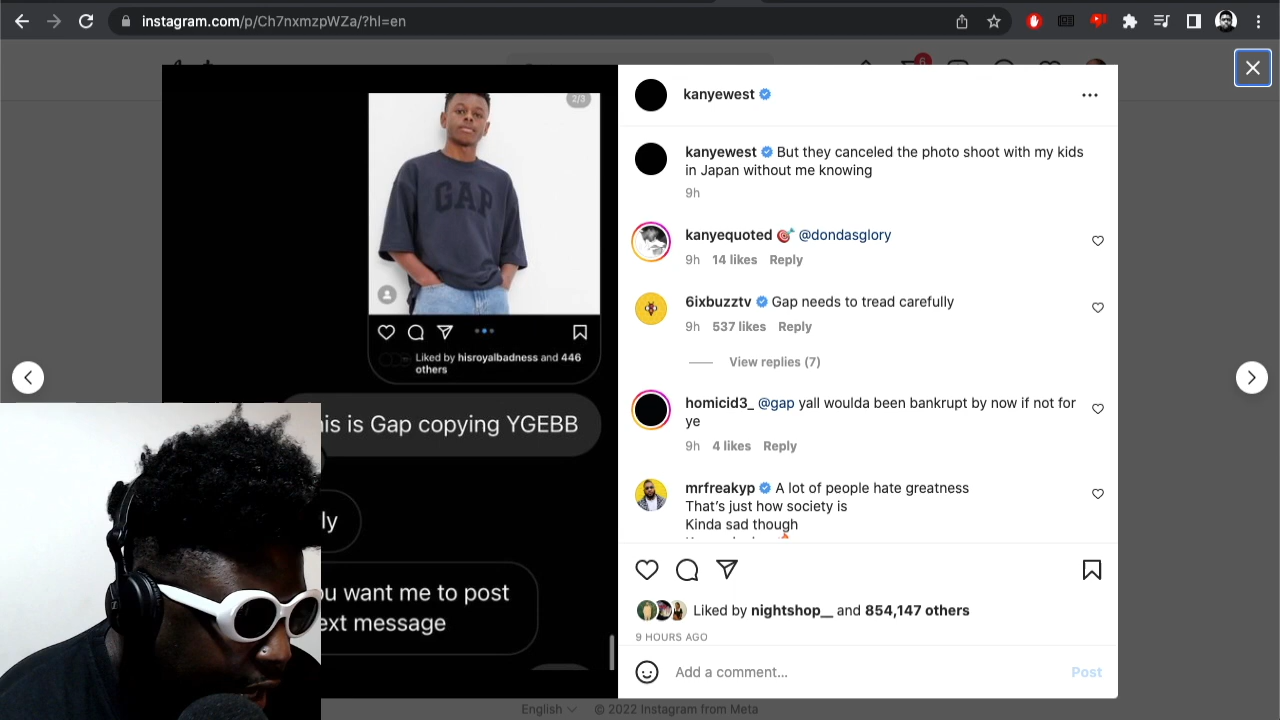 instagram.com/p/Ch7nxmzpWZa/?hl=en
6
2/3
GAP
Liked by hisroyalbadness and 446
others
is is Gap copying YGEBB
ly
u want me to post
ext message
kanyewest
kanyewest But they canceled the photo shoot with my kids
in Japan without me knowing
9h
kanyequoted 🎯 @dondasglory
9h 14 likes Reply
6ixbuzztv Gap needs to tread carefully
9h 537 likes Reply
View replies (7)
homicid3_ @gap yall woulda been bankrupt by now if not for
ye
9h 4 likes Reply
mrfreakyp A lot of people hate greatness
That's just how society is
Kinda sad though
Liked by nightshop__ and 854,147 others
9 HOURS AGO
Add a comment...
Post
English © 2022 Instagram from Meta